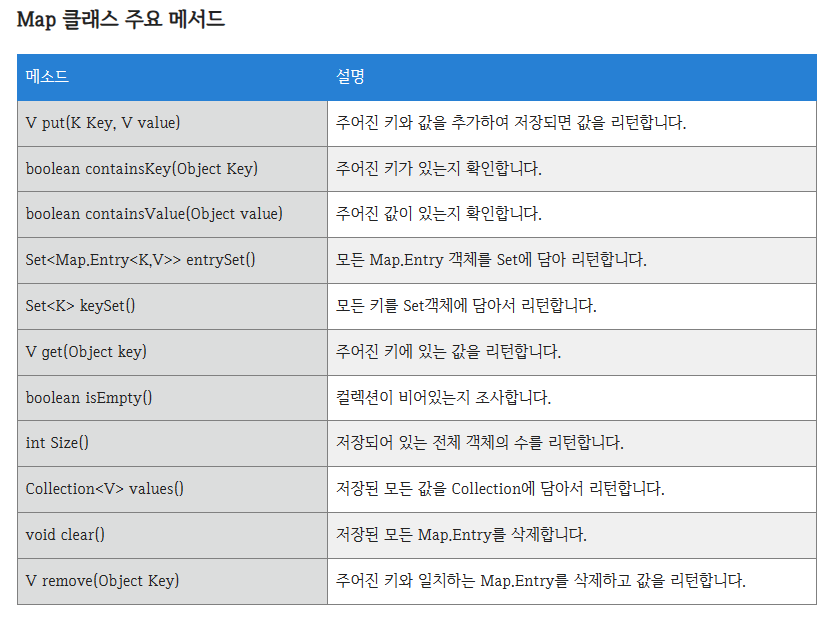 Map 클래스 주요 메서드
메소드 설명
V put(K Key, V value) 주어진 키와 값을 추가하여 저장되면 값을 리턴합니다.
boolean containsKey(Object Key) 주어진 키가 있는지 확인합니다.
boolean containsValue(Object value) 주어진 값이 있는지 확인합니다.
Set<Map.Entry<K,V>> entrySet() 모든 Map.Entry 객체를 Set에 담아 리턴합니다.
Set<K> keySet() 모든 키를 Set객체에 담아서 리턴합니다.
V get(Object key) 주어진 키에 있는 값을 리턴합니다.
boolean isEmpty() 컬렉션이 비어있는지 조사합니다.
int Size() 저장되어 있는 전체 객체의 수를 리턴합니다.
Collection<V> values() 저장된 모든 값을 Collection에 담아서 리턴합니다.
void clear() 저장된 모든 Map.Entry를 삭제합니다.
V remove(Object Key) 주어진 키와 일치하는 Map.Entry를 삭제하고 값을 리턴합니다.